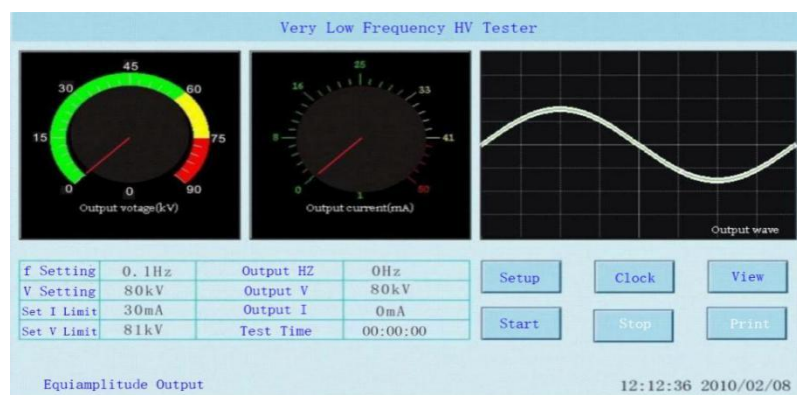 Very Low Frequency HV Tester
45
30
60
15
75
0
0
90
Output votage(kV)
25
16
33
8
41
0
1
50
Output current(mA)
Output wave
f Setting 0.1Hz Output HZ 0Hz
V Setting 80kV Output V 80kV
Set I Limit 30mA Output I 0mA
Set V Limit 81kV Test Time 00:00:00
Setup Clock View
Start Stop Print
Equiamplitude Output
12:12:36 2010/02/08